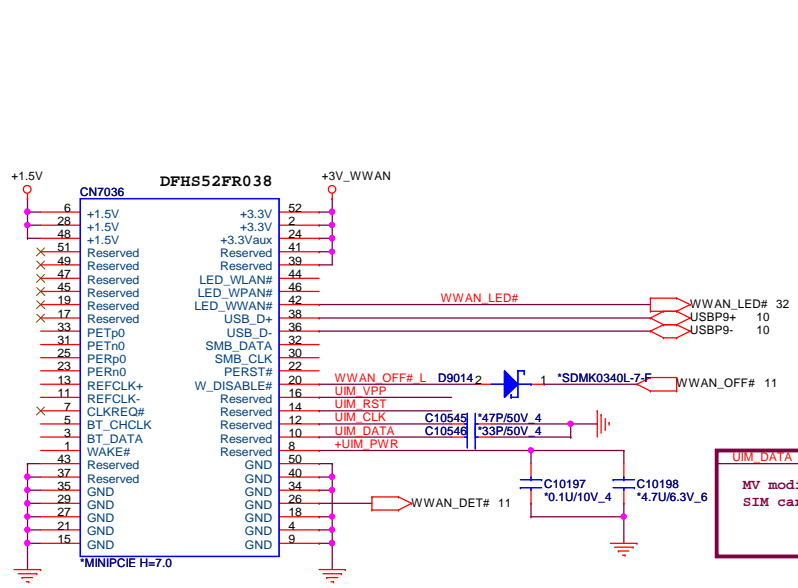 +1.5V
CN7036
DFHS52FR038
+3V_WWAN
6 +1.5V +3.3V 52
28 +1.5V +3.3V 2
48 +1.5V +3.3Vaux 24
51 Reserved Reserved 41
49 Reserved Reserved 39
47 Reserved LED_WLAN# 44
45 Reserved LED_WPAN# 46
19 Reserved LED_WWAN# 42 WWAN_LED# WWAN_LED# 32
17 Reserved USB_D+ 38 USBP9+ 10
33 PETp0 USB_D- 36 USBP9- 10
31 PETn0 SMB_DATA 32
25 PERp0 SMB_CLK 30
23 PERn0 PERST# 22
13 REFCLK+ W_DISABLE# 20 WWAN_OFF#_L D9014 2 1 *SDMK0340L-7-F WWAN_OFF# 11
11 REFCLK- Reserved 16 UIM_VPP
7 CLKREQ# Reserved 14 UIM_RST
5 BT_CHCLK Reserved 12 UIM_CLK C10545 *47P/50V_4
3 BT_DATA Reserved 10 UIM_DATA C10546 *33P/50V_4
1 WAKE# Reserved 8 +UIM_PWR
43 Reserved GND 50
37 Reserved GND 40
35 GND GND 34
29 GND GND 26 WWAN_DET# 11
27 GND GND 18
21 GND GND 4
15 GND GND 9
*MINIPCIE H=7.0
C10197
*0.1U/10V_4
C10198
*4.7U/6.3V_6
UIM_DATA
MV modi
SIM car